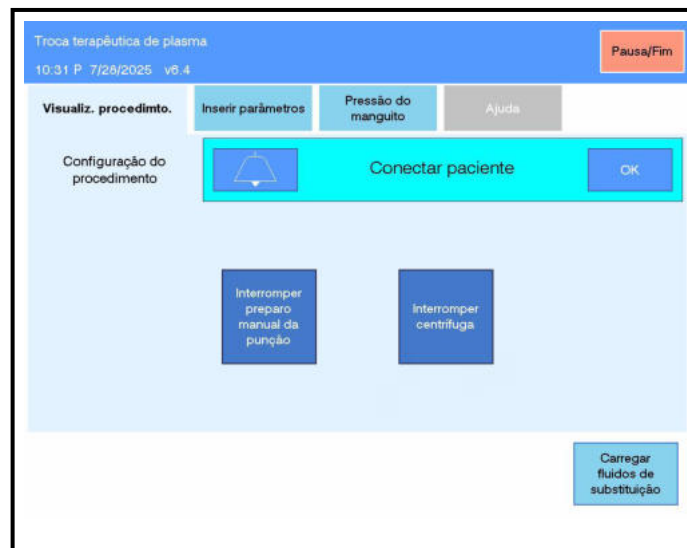 Troca terapêutica de plasma
10:31 P 7/28/2025 v6.4
Pausa/Fim
Visualiz. procedimto.
Inserir parâmetros
Pressão do
manguito
Ajuda
Configuração do
procedimento
Conectar paciente
OK
Interromper
preparo
manual da
punção
Interromper
centrífuga
Carregar
fluidos de
substituição